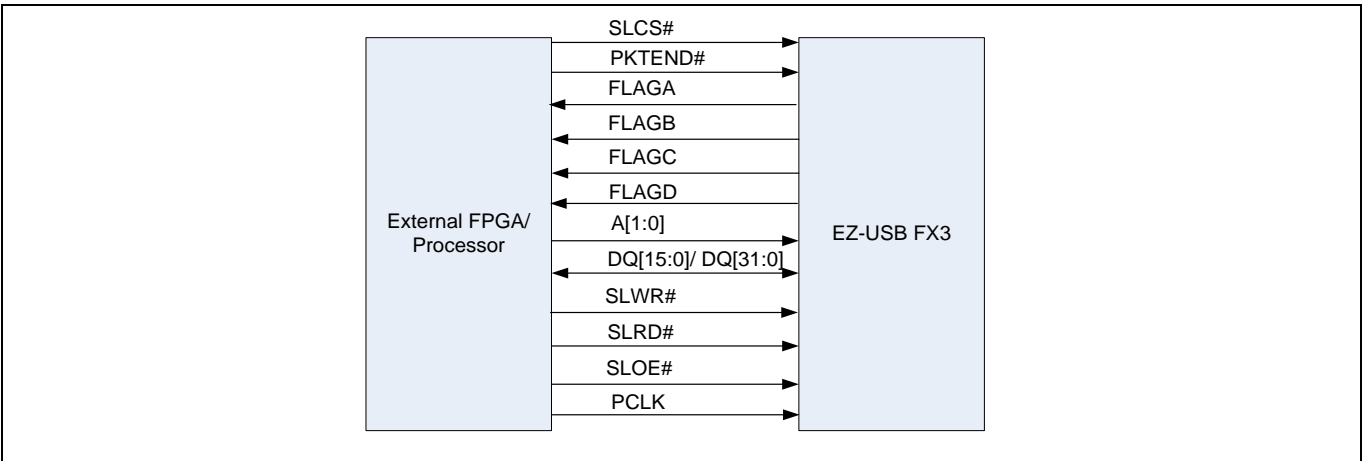 SLCS#
PKTEND#
FLAGA
FLAGB
FLAGC
FLAGD
External FPGA/
Processor
A[1:0]
EZ-USB FX3
DQ[15:0]/ DQ[31:0]
SLWR#
SLRD#
SLOE#
PCLK